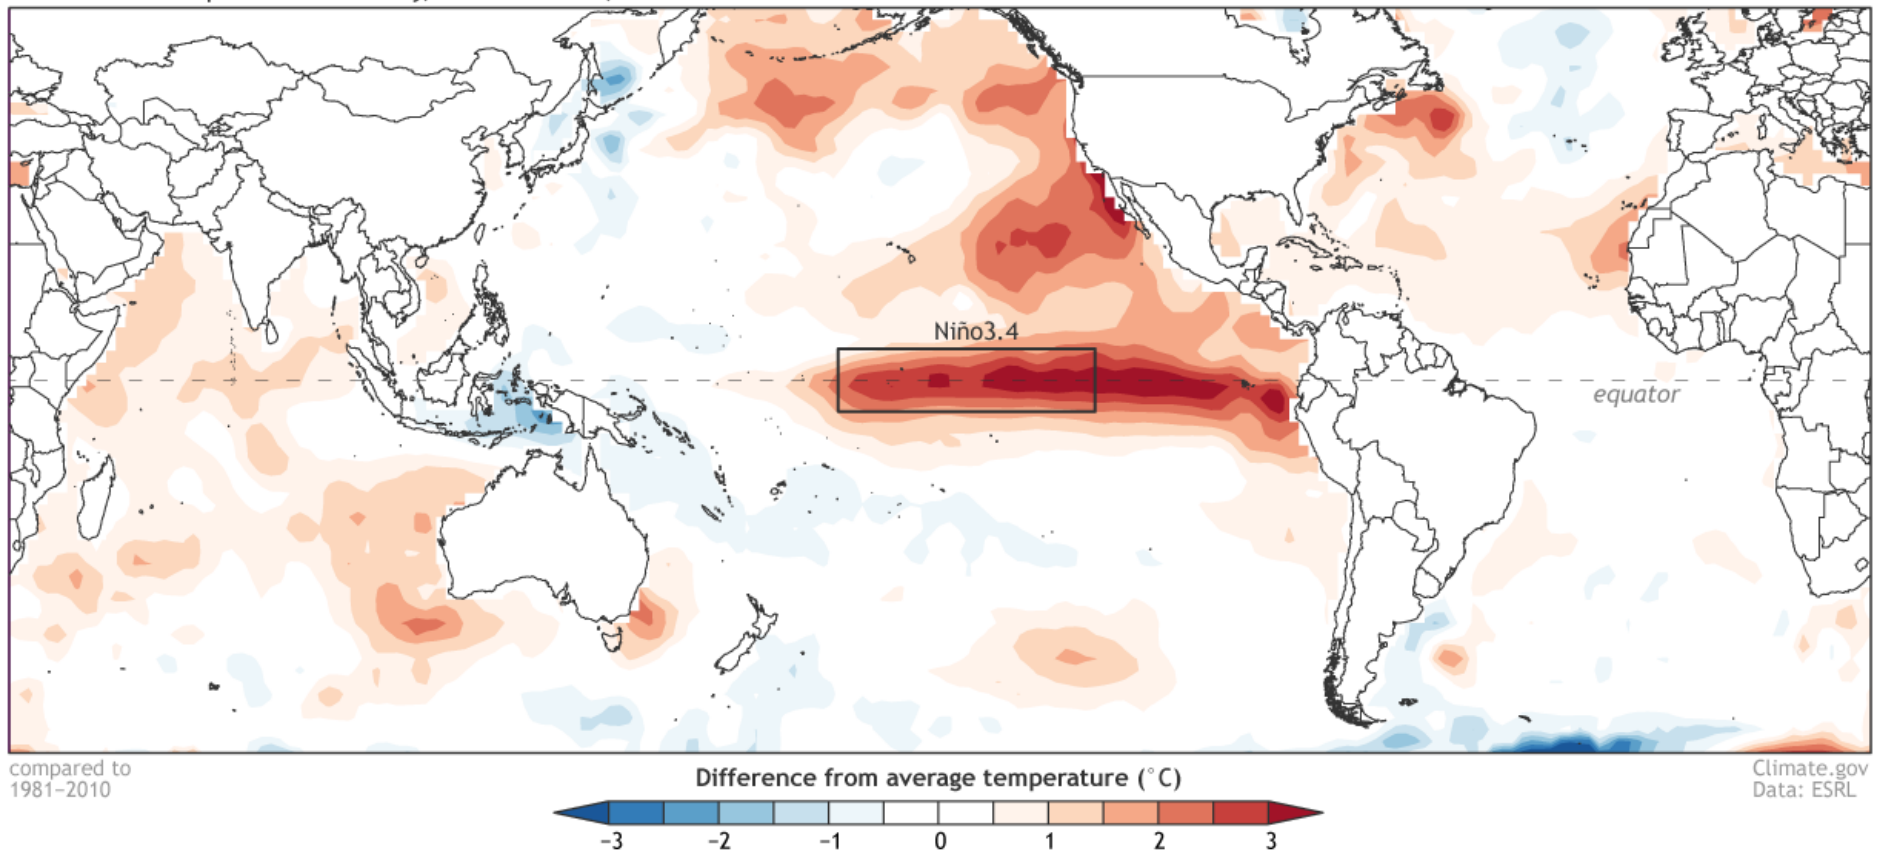 Niño3.4
equator
compared to
1981–2010
Climate.gov
Data: ESRL
Difference from average temperature (°C)
−3 −2 −1 0 1 2 3